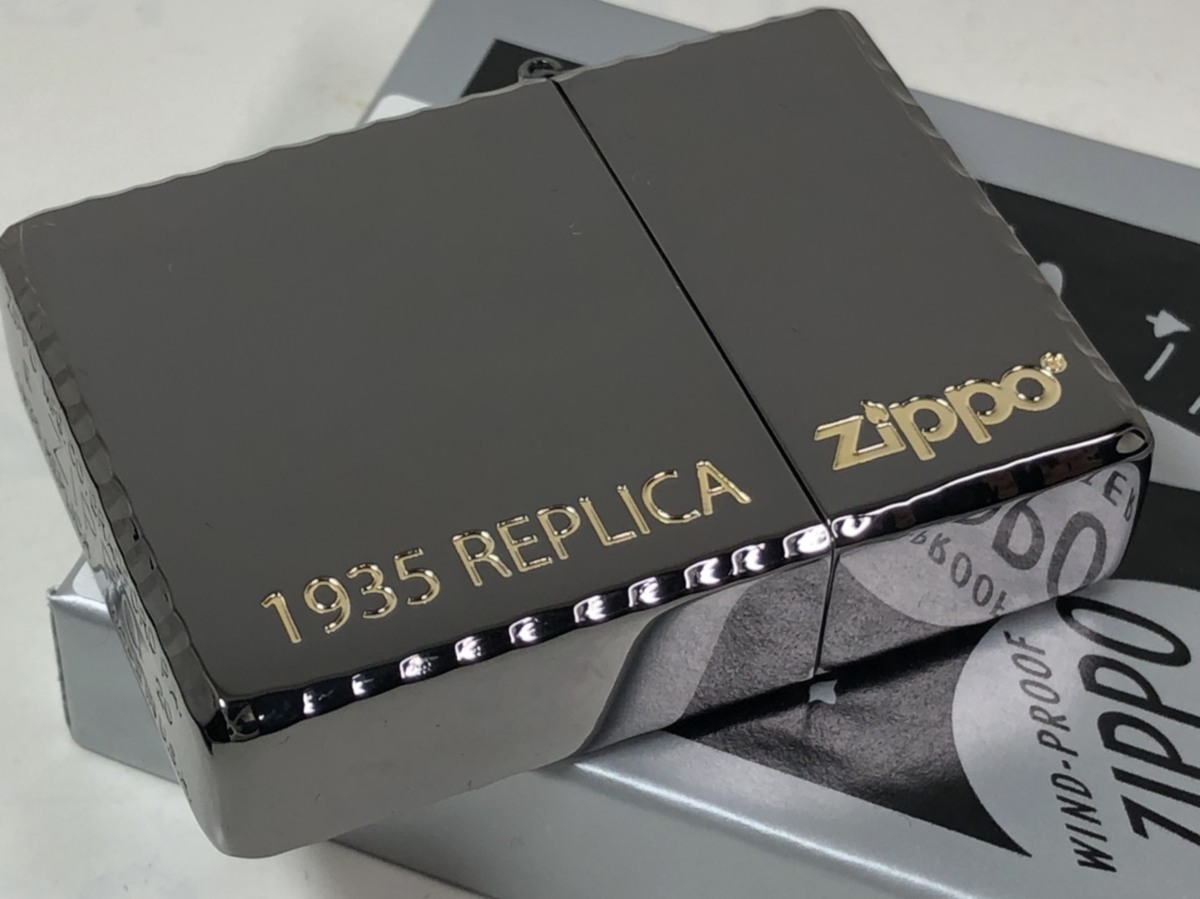 zippo
1935 REPLICA
WIND-PROOF
ZIPPO